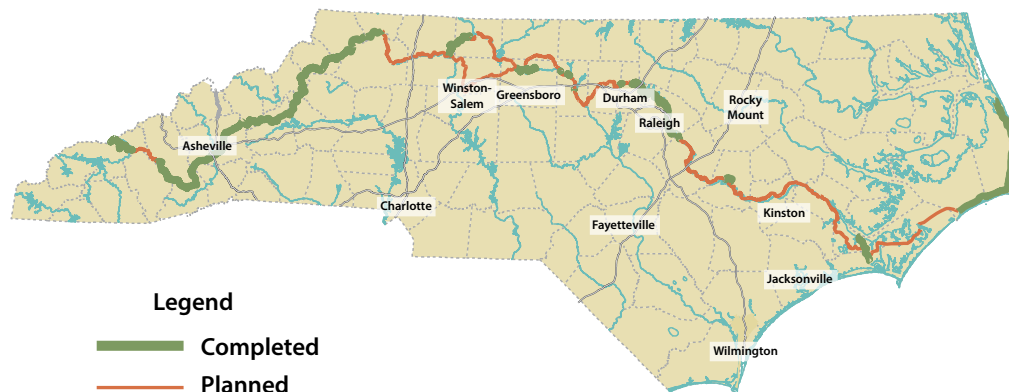 Winston-
Salem
Greensboro
Durham
Rocky
Mount
Raleigh
Asheville
Charlotte
Kinston
Fayetteville
Jacksonville
Wilmington
Legend
Completed
Planned